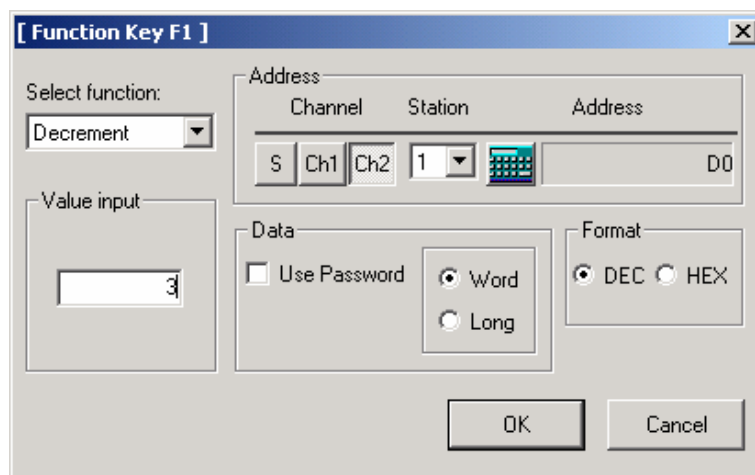 [ Function Key F1 ]
Select function:
Decrement
Address
Channel Station Address
S Ch1 Ch2 1 D0
Value input
3
Data
Use Password
Word
Long
Format
DEC HEX
OK Cancel